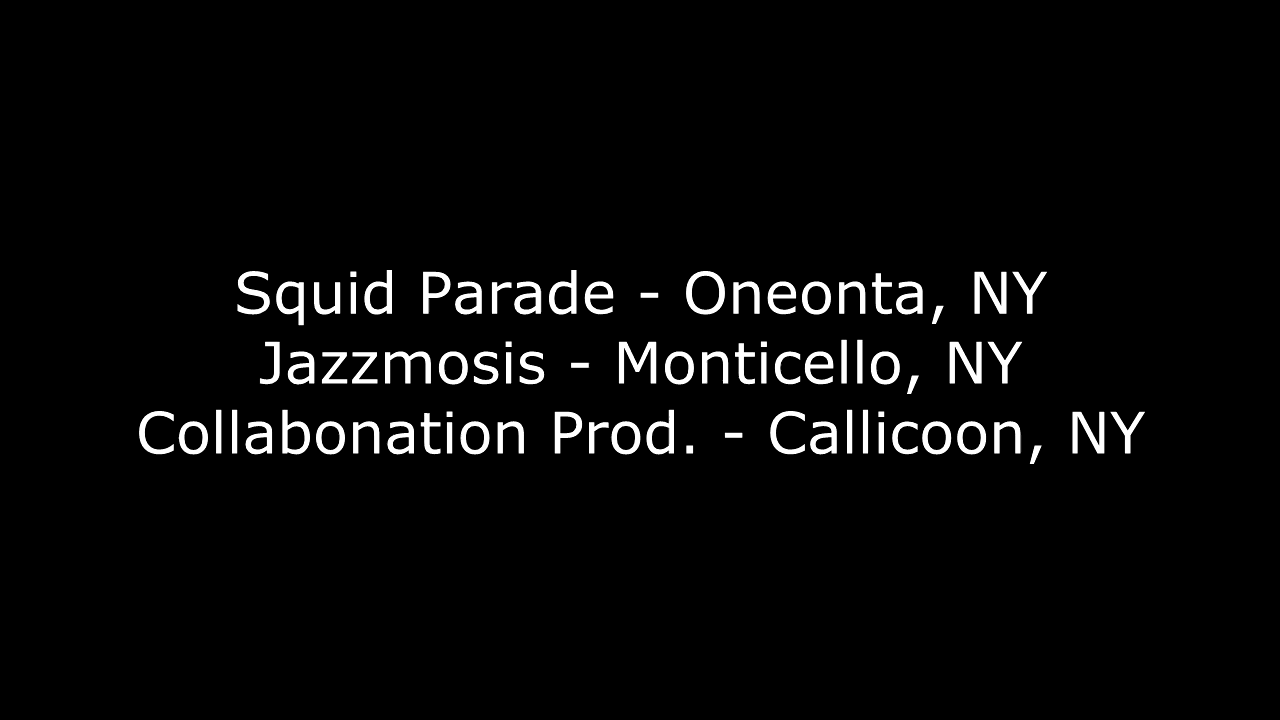 Squid Parade - Oneonta, NY
Jazzmosis - Monticello, NY
Collabonation Prod. - Callicoon, NY